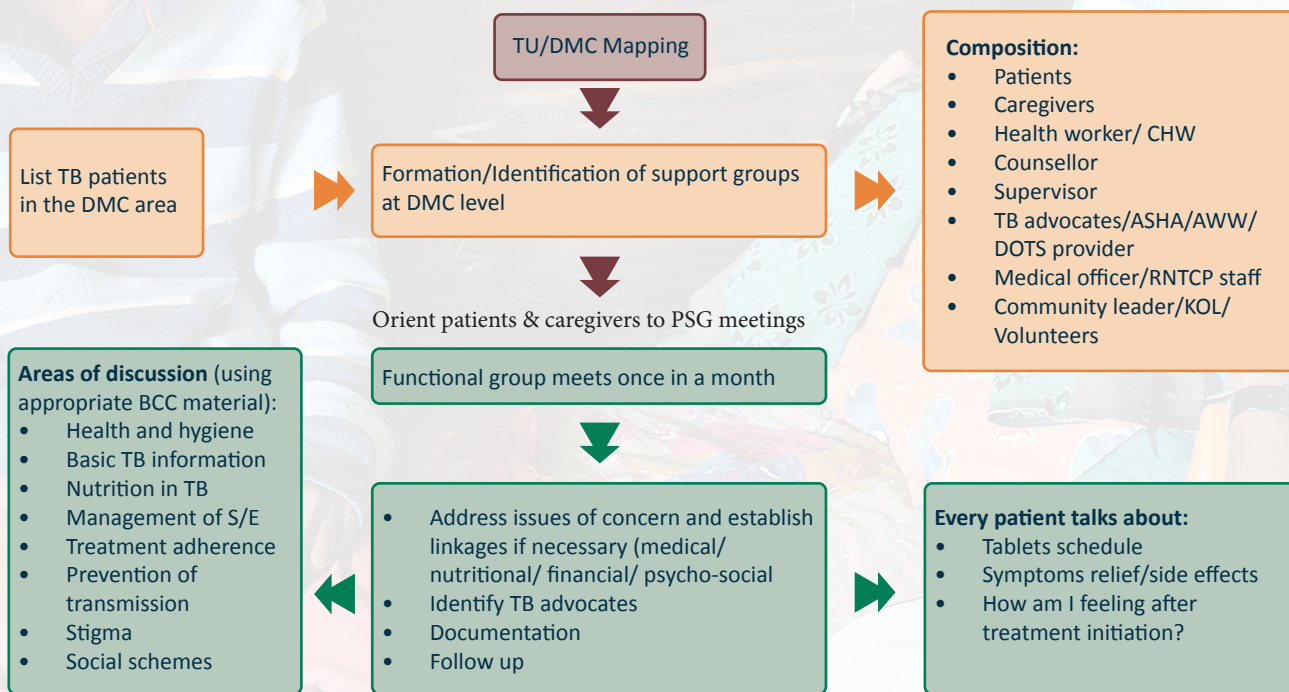 TU/DMC Mapping
List TB patients
in the DMC area
Formation/Identification of support groups
at DMC level
Composition:
• Patients
• Caregivers
• Health worker/ CHW
• Counsellor
• Supervisor
• TB advocates/ASHA/AWW/
DOTS provider
• Medical officer/RNTCP staff
• Community leader/KOL/
Volunteers
Orient patients & caregivers to PSG meetings
Functional group meets once in a month
Areas of discussion (using
appropriate BCC material):
• Health and hygiene
• Basic TB information
• Nutrition in TB
• Management of S/E
• Treatment adherence
• Prevention of
transmission
• Stigma
• Social schemes
• Address issues of concern and establish
linkages if necessary (medical/
nutritional/ financial/ psycho-social
• Identify TB advocates
• Documentation
• Follow up
Every patient talks about:
• Tablets schedule
• Symptoms relief/side effects
• How am I feeling after
treatment initiation?